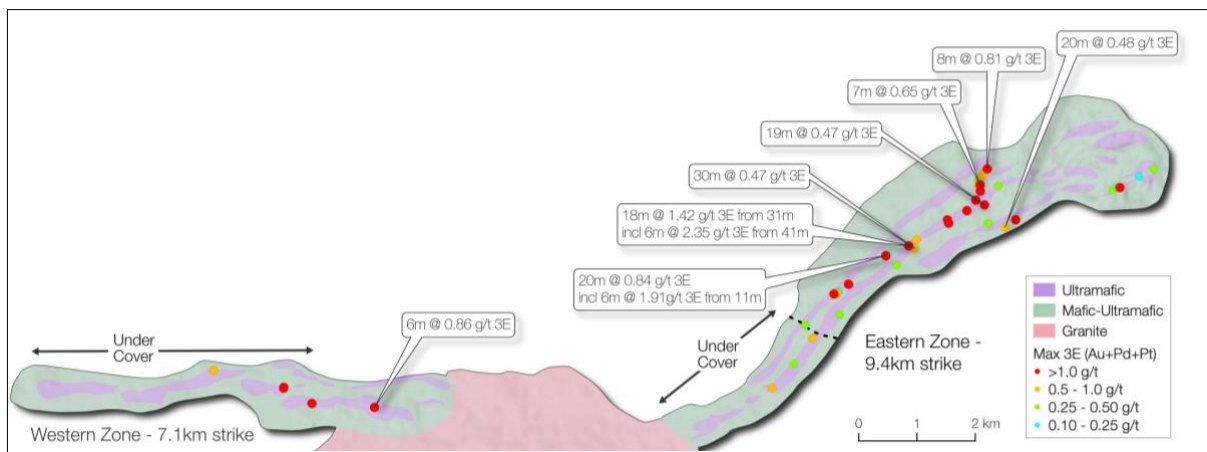 20m @ 0.48 g/t 3E
8m @ 0.81 g/t 3E
7m @ 0.65 g/t 3E
19m @ 0.47 g/t 3E
30m @ 0.47 g/t 3E
18m @ 1.42 g/t 3E from 31m
incl 6m @ 2.35 g/t 3E from 41m
20m @ 0.84 g/t 3E
incl 6m @ 1.91g/t 3E from 11m
6m @ 0.86 g/t 3E
Under
Cover
Under
Cover
Eastern Zone -
9.4km strike
Western Zone - 7.1km strike
0 1 2 km
Ultramafic
Mafic-Ultramafic
Granite
Max 3E (Au+Pd+Pt)
>1.0 g/t
0.5 - 1.0 g/t
0.25 - 0.50 g/t
0.10 - 0.25 g/t